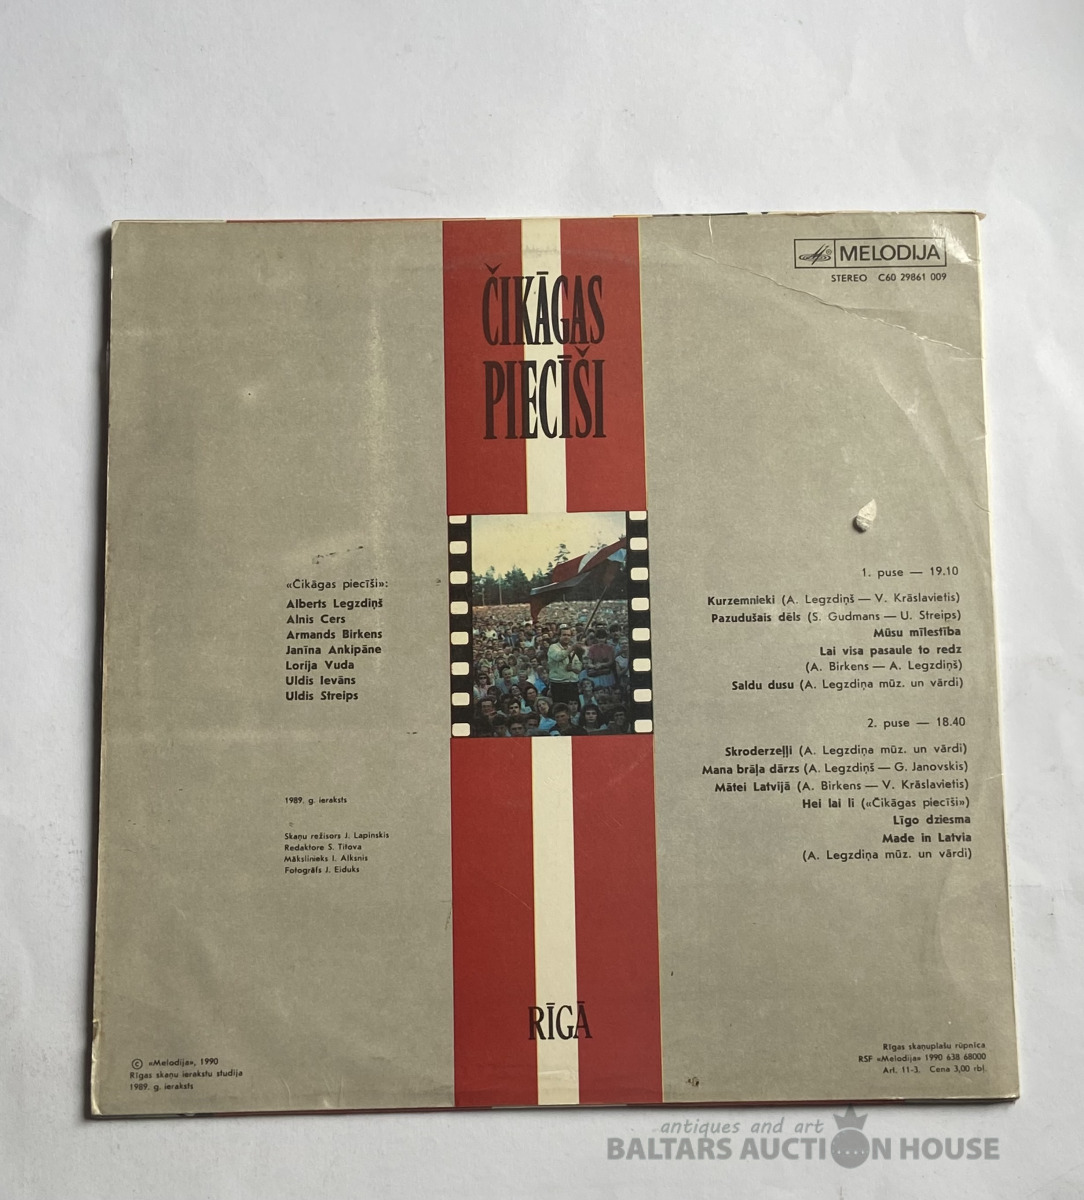 ČIKĀGAS
PIECĪŠI
MELODIJA
STEREO C60 29861 009
«Čikāgas piecīši»:
Alberts Legzdiņš
Alnis Cers
Armands Birkens
Janīna Ankipāne
Lorija Vuda
Uldis Ievāns
Uldis Streips
1989. g. ieraksts
Skaņu režisors J. Lapinskis
Redaktore S. Titova
Mākslinieks I. Alksnis
Fotogrāfs J. Eiduks
1. puse — 19.10
Kurzemnieki (A. Legzdiņš — V. Krāslavietis)
Pazudušais dēls (S. Gudmans — U. Streips)
Mūsu mīlestība
Lai visa pasaule to redz
(A. Birkens — A. Legzdiņš)
Saldu dusu (A. Legzdiņa mūz. un vārdi)
2. puse — 18.40
Skroderzeļļi (A. Legzdiņa mūz. un vārdi)
Mana brāļa dārzs (A. Legzdiņš — G. Janovskis)
Mātei Latvijā (A. Birkens — V. Krāslavietis)
Hei lai li («Čikāgas piecīši»)
Līgo dziesma
Made in Latvia
(A. Legzdiņa mūz. un vārdi)
RĪGĀ
© «Melodija», 1990
Rīgas skaņu ierakstu studija
1989. g. ieraksts
Rīgas skaņuplašu rūpnīca
RSF «Melodija» 1990 638 68000
Art. 11-3. Cena 3,00 rbļ.
antiques and art
BALTARS AUCTION HOUSE